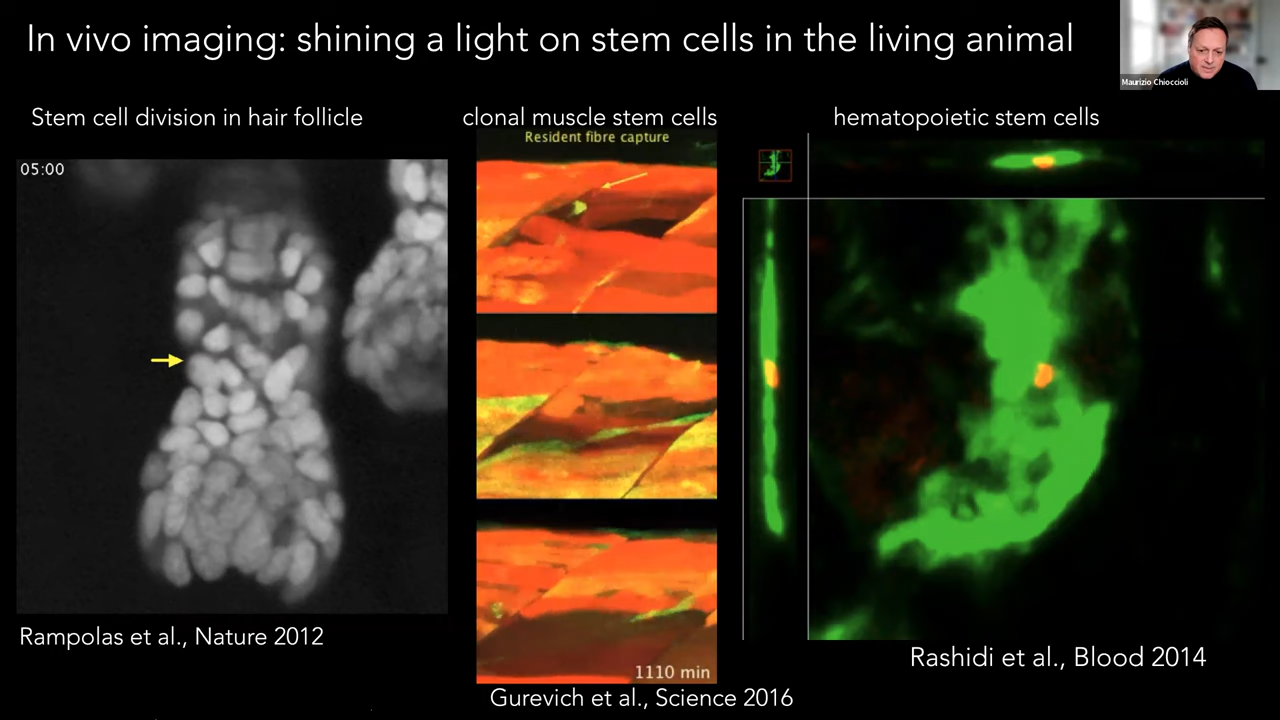 In vivo imaging: shining a light on stem cells in the living animal
Maurizio Chioccioli
Stem cell division in hair follicle
clonal muscle stem cells
hematopoietic stem cells
Resident fibre capture
05:00
Rampolas et al., Nature 2012
1110 min
Gurevich et al., Science 2016
Rashidi et al., Blood 2014